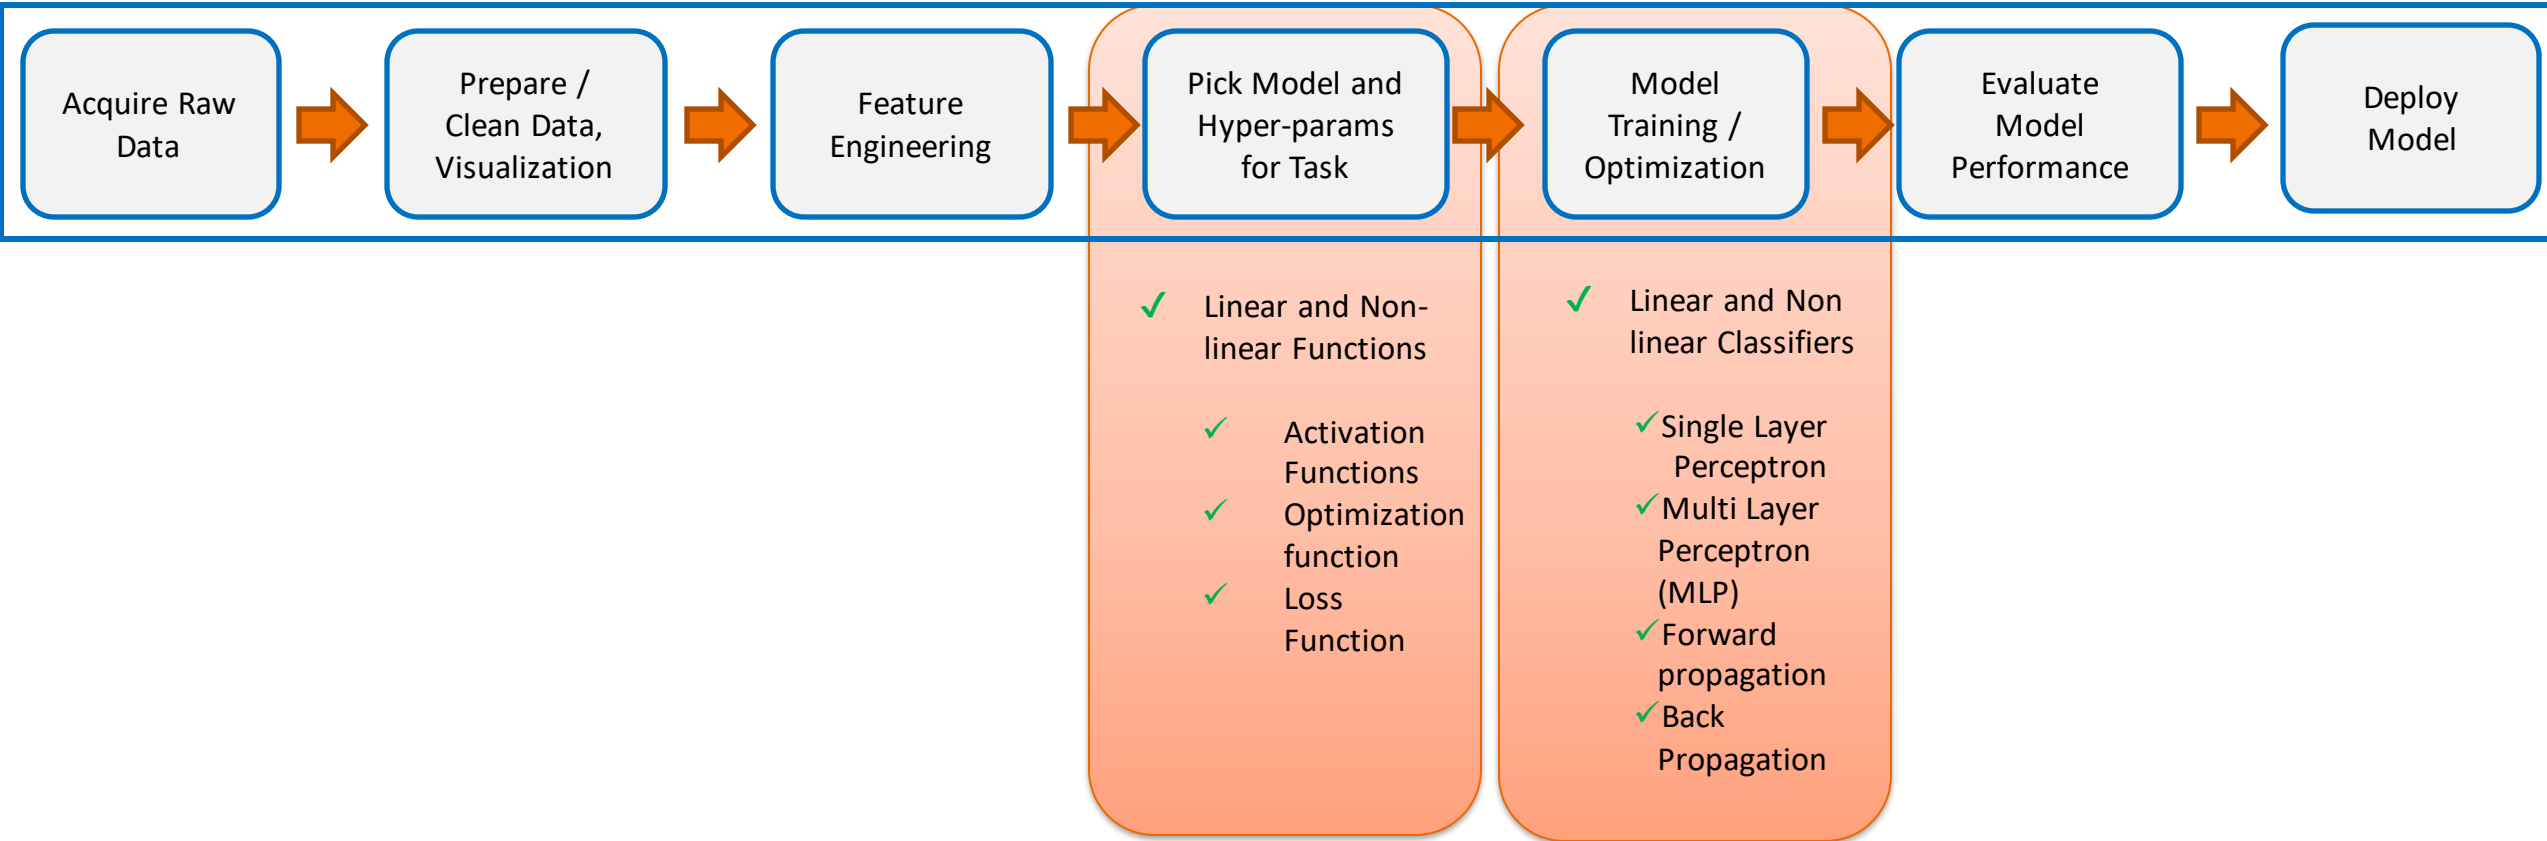 Acquire Raw
Data
Prepare /
Clean Data,
Visualization
Feature
Engineering
Pick Model and
Hyper-params
for Task
Model
Training /
Optimization
Evaluate
Model
Performance
Deploy
Model
✓ Linear and Non-
linear Functions
✓ Activation
Functions
✓ Optimization
function
✓ Loss
Function
✓ Linear and Non
linear Classifiers
✓Single Layer
Perceptron
✓Multi Layer
Perceptron
(MLP)
✓Forward
propagation
✓Back
Propagation